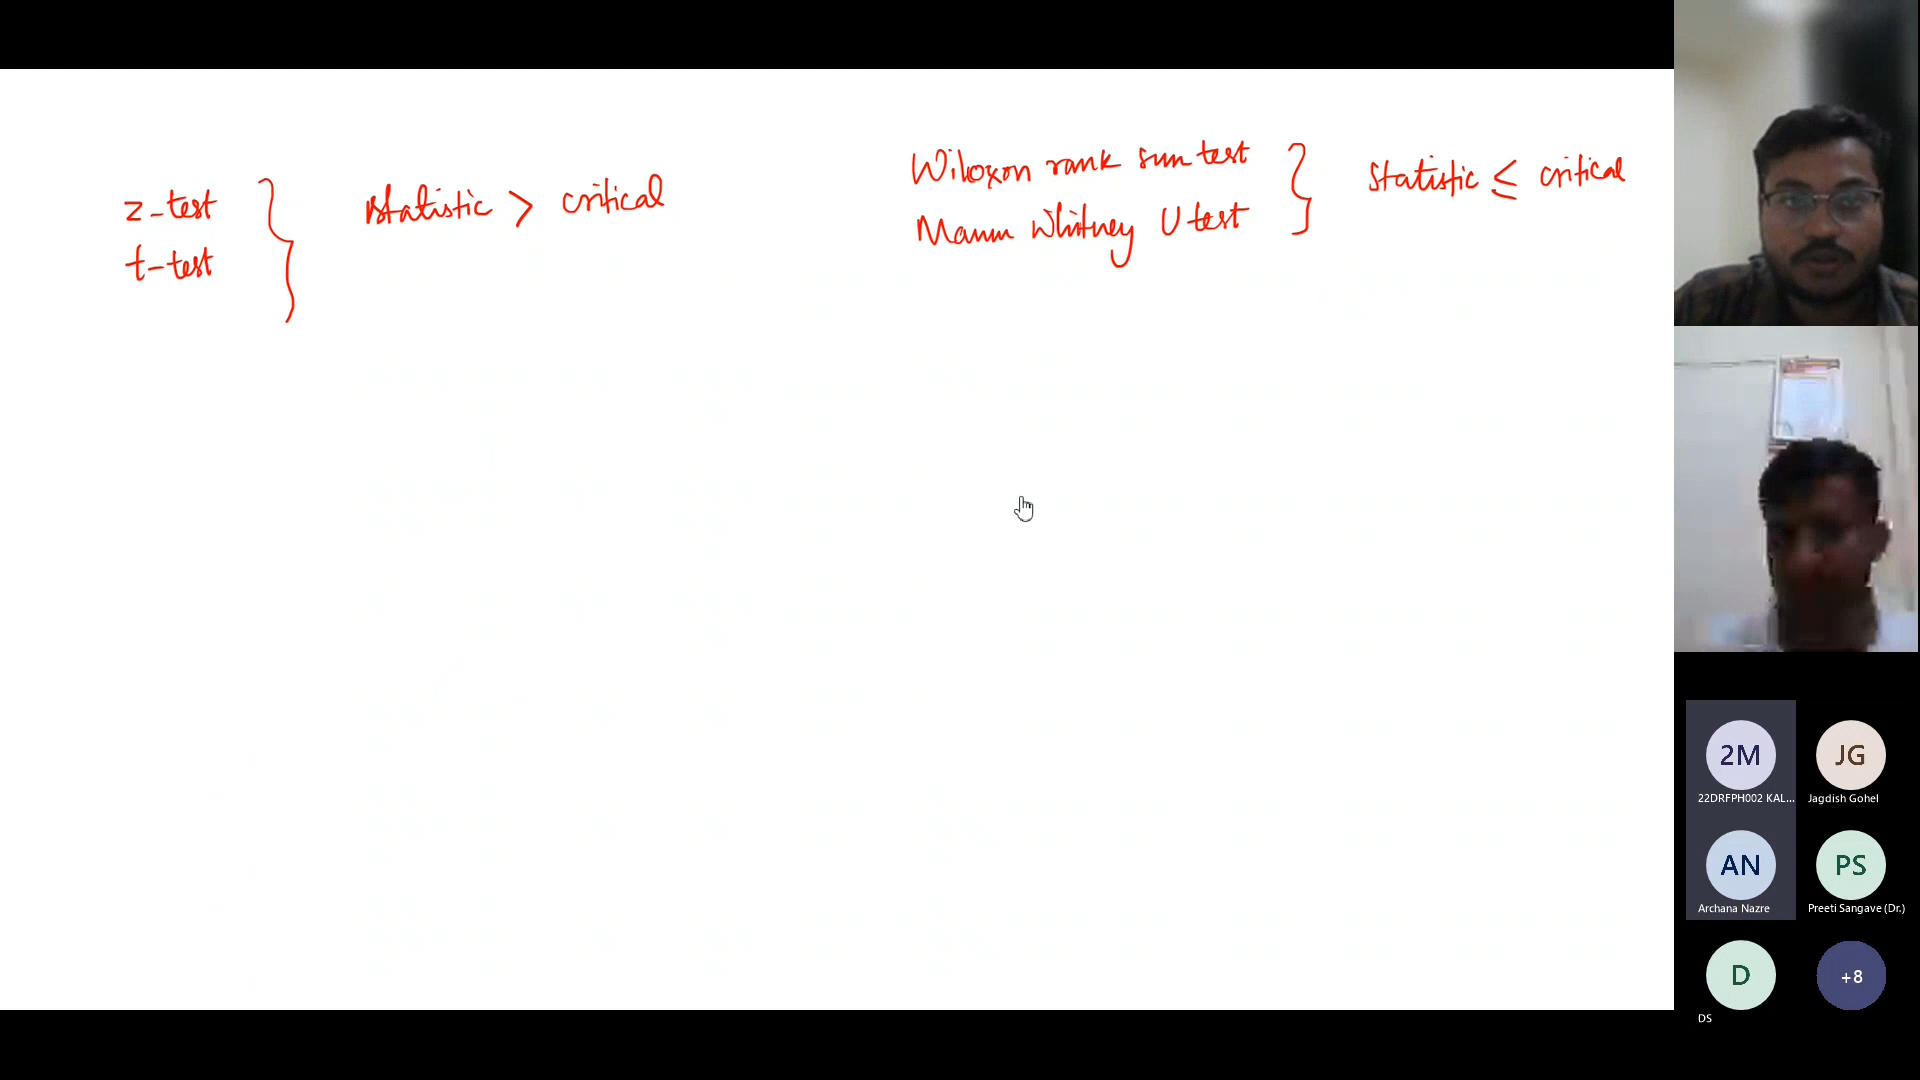 z-test
t-test
statistic > critical
Wilcoxon rank sum test
Mann Whitney U test
statistic ≤ critical
2M
22DRFPH002 KAL...
JG
Jagdish Gohel
AN
Archana Nazre
PS
Preeti Sangave (Dr.)
D
DS
+8